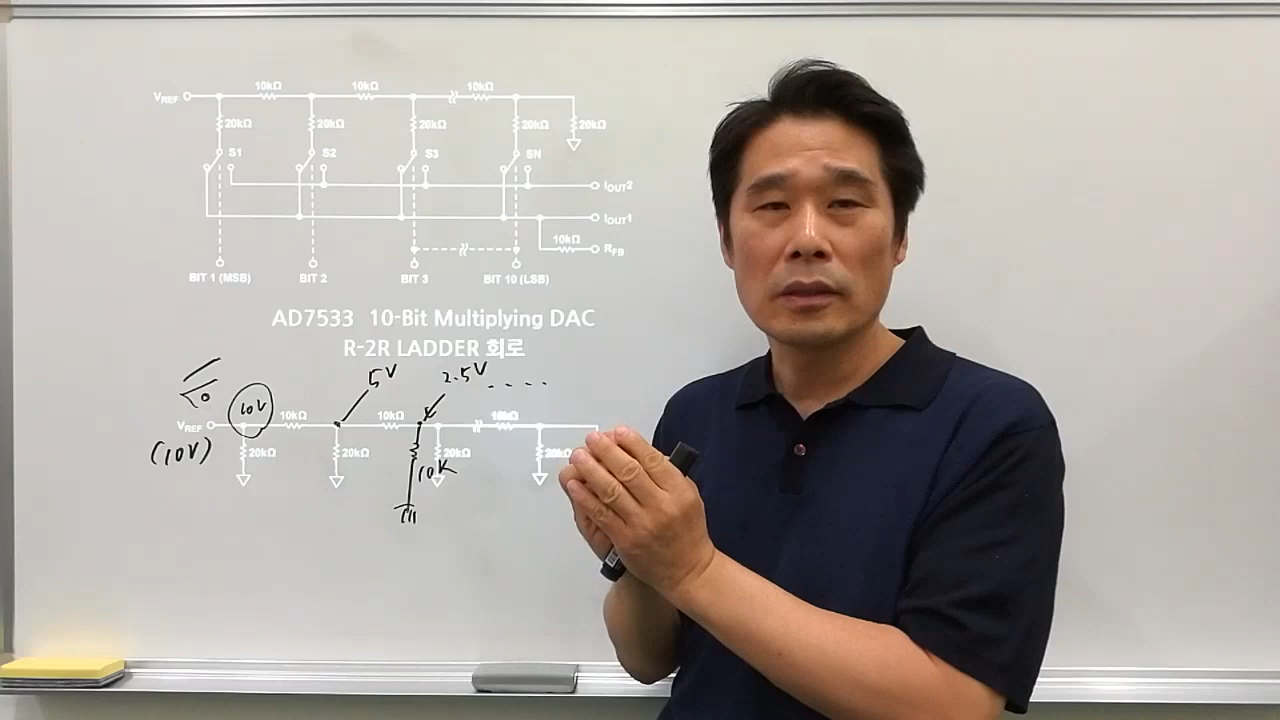 10kΩ 10kΩ 10kΩ
VREF
20kΩ 20kΩ 20kΩ 20kΩ 20kΩ
S1 S2 S3 SN
IOUT2
IOUT1
10kΩ RFB
BIT 1 (MSB) BIT 2 BIT 3 BIT 10 (LSB)
AD7533 10-Bit Multiplying DAC
R-2R LADDER 회로
5V 2.5V ....
10V
10kΩ 10kΩ 10kΩ
VREF
(10V) 20kΩ 20kΩ 20kΩ 20kΩ
10K